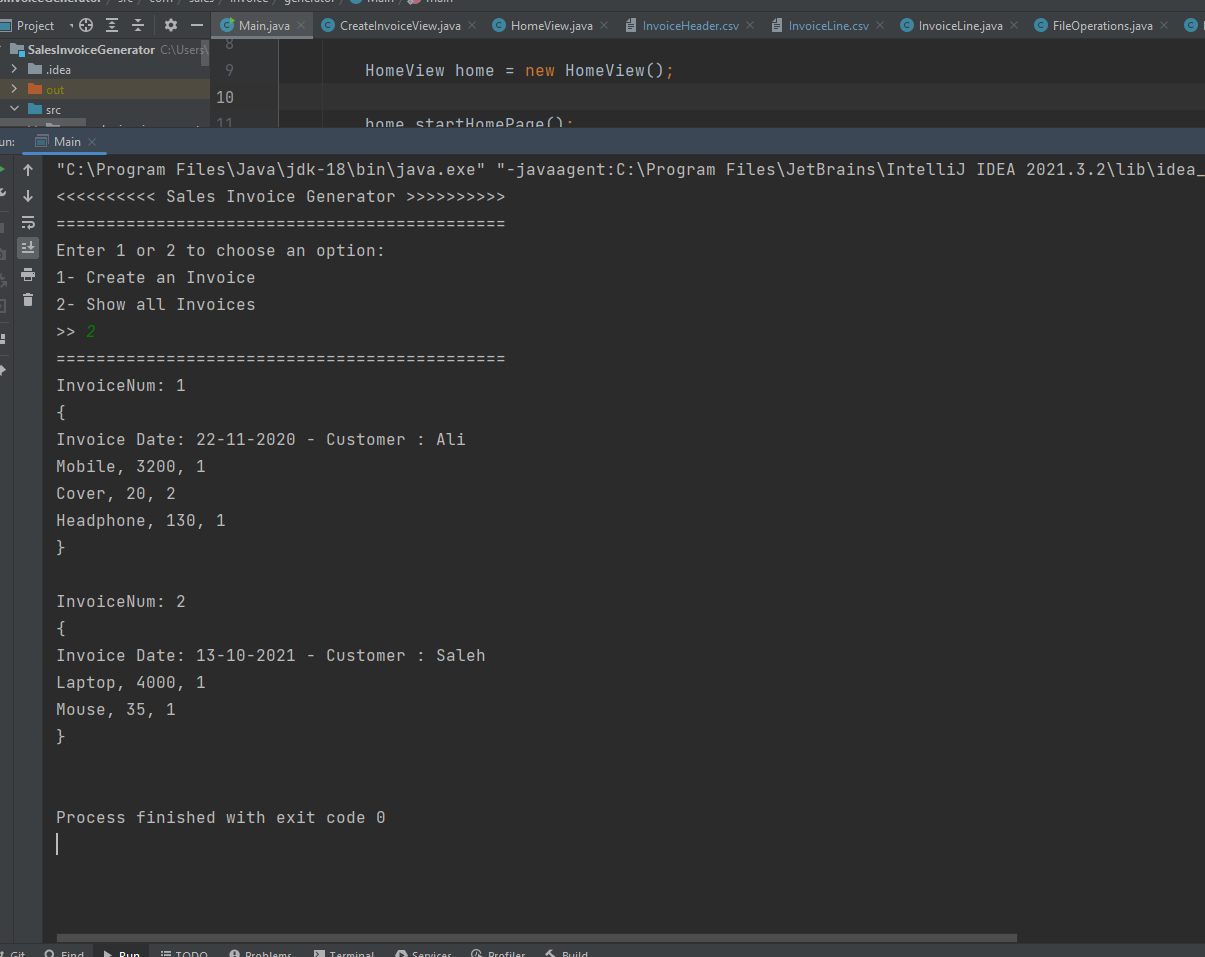 SalesInvoiceGenerator / src / com / sales / invoice / generator / Main / main
Project
Main.java
CreateInvoiceView.java
HomeView.java
InvoiceHeader.csv
InvoiceLine.csv
InvoiceLine.java
FileOperations.java
SalesInvoiceGenerator C:\Users\
.idea
out
src
8
9 HomeView home = new HomeView();
10
11 home.startHomePage();
un: Main
"C:\Program Files\Java\jdk-18\bin\java.exe" "-javaagent:C:\Program Files\JetBrains\IntelliJ IDEA 2021.3.2\lib\idea_
<<<<<<<<<< Sales Invoice Generator >>>>>>>>>>
=============================================
Enter 1 or 2 to choose an option:
1- Create an Invoice
2- Show all Invoices
>> 2
=============================================
InvoiceNum: 1
{
Invoice Date: 22-11-2020 - Customer : Ali
Mobile, 3200, 1
Cover, 20, 2
Headphone, 130, 1
}
InvoiceNum: 2
{
Invoice Date: 13-10-2021 - Customer : Saleh
Laptop, 4000, 1
Mouse, 35, 1
}
Process finished with exit code 0
Git Find Run TODO Problems Terminal Services Profiler Build